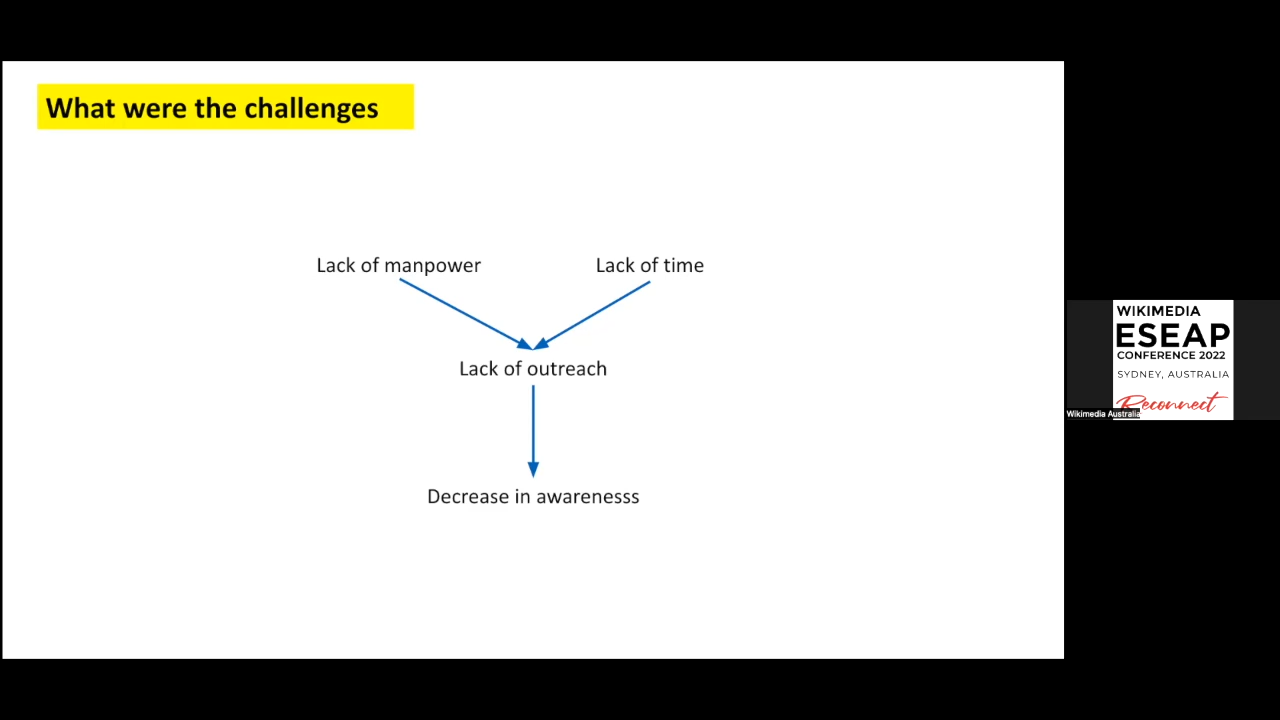 What were the challenges
Lack of manpower
Lack of time
Lack of outreach
Decrease in awarenesss
WIKIMEDIA
ESEAP
CONFERENCE 2022
SYDNEY, AUSTRALIA
Reconnect
Wikimedia Australia